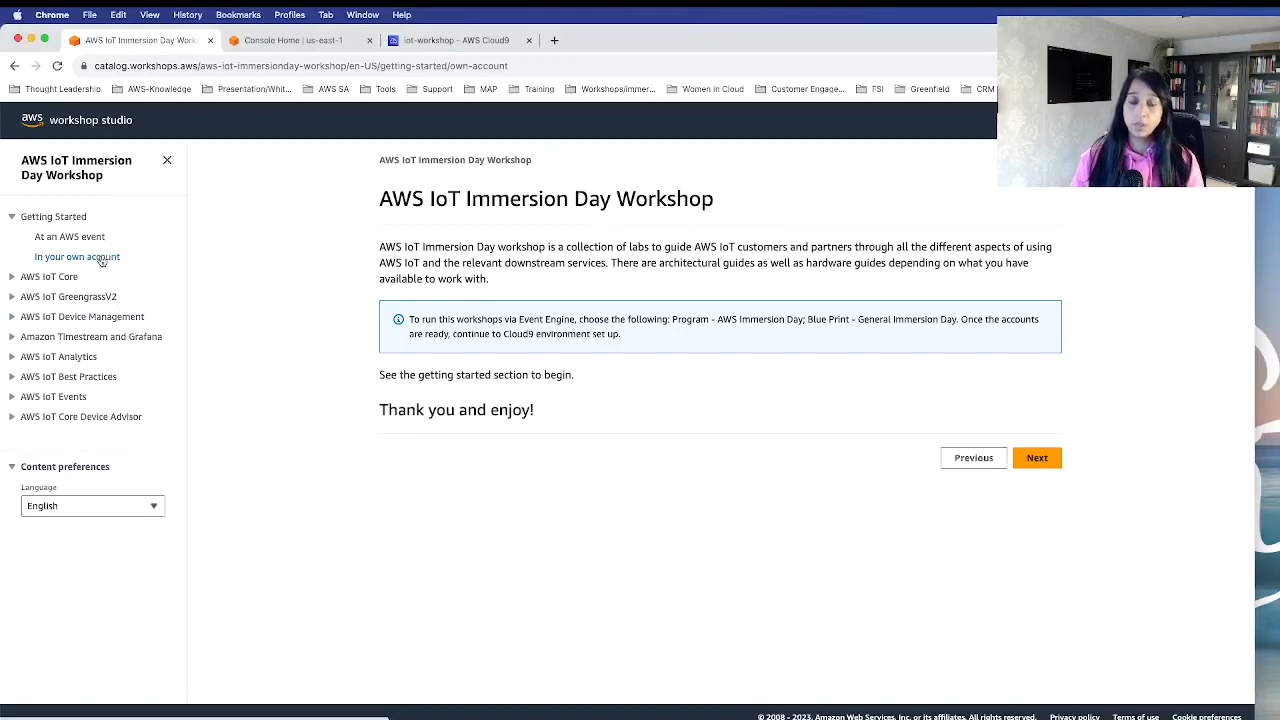 Chrome File Edit View History Bookmarks Profiles Tab Window Help
AWS IoT Immersion Day Work × Console Home | us-east-1 × iot-workshop - AWS Cloud9 × +
catalog.workshops.aws/aws-iot-immersionday-workshop/en-US/getting-started/own-account
Thought Leadership AWS-Knowledge Presentation/Whit... AWS SA Tests Support MAP Training Workshops/immer... Women in Cloud Customer Engage... FSI Greenfield CRM
aws workshop studio
AWS IoT Immersion
Day Workshop
Getting Started
At an AWS event
In your own account
AWS IoT Core
AWS IoT GreengrassV2
AWS IoT Device Management
Amazon TImestream and Grafana
AWS IoT Analytics
AWS IoT Best Practices
AWS IoT Events
AWS IoT Core Device Advisor
Content preferences
Language
English
AWS IoT Immersion Day Workshop
AWS IoT Immersion Day Workshop
AWS IoT Immersion Day workshop is a collection of labs to guide AWS IoT customers and partners through all the different aspects of using
AWS IoT and the relevant downstream services. There are architectural guides as well as hardware guides depending on what you have
available to work with.
To run this workshops via Event Engine, choose the following: Program - AWS Immersion Day; Blue Print - General Immersion Day. Once the accounts
are ready, continue to Cloud9 environment set up.
See the getting started section to begin.
Thank you and enjoy!
Previous Next
© 2008 - 2023, Amazon Web Services, Inc. or its affiliates. All rights reserved. Privacy policy Terms of use Cookie preferences